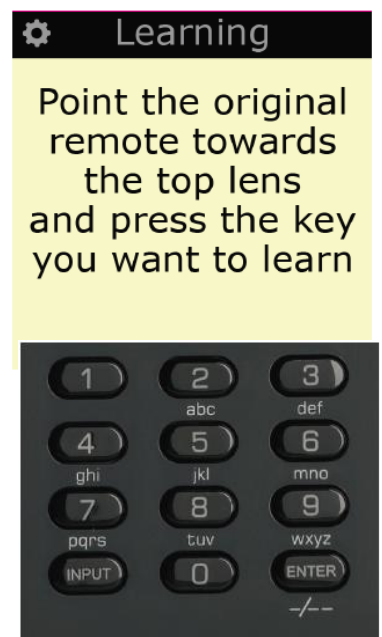 Learning
Point the original
remote towards
the top lens
and press the key
you want to learn
1 2 3
abc def
4 5 6
ghi jkl mno
7 8 9
pqrs tuv wxyz
INPUT 0 ENTER
-/--